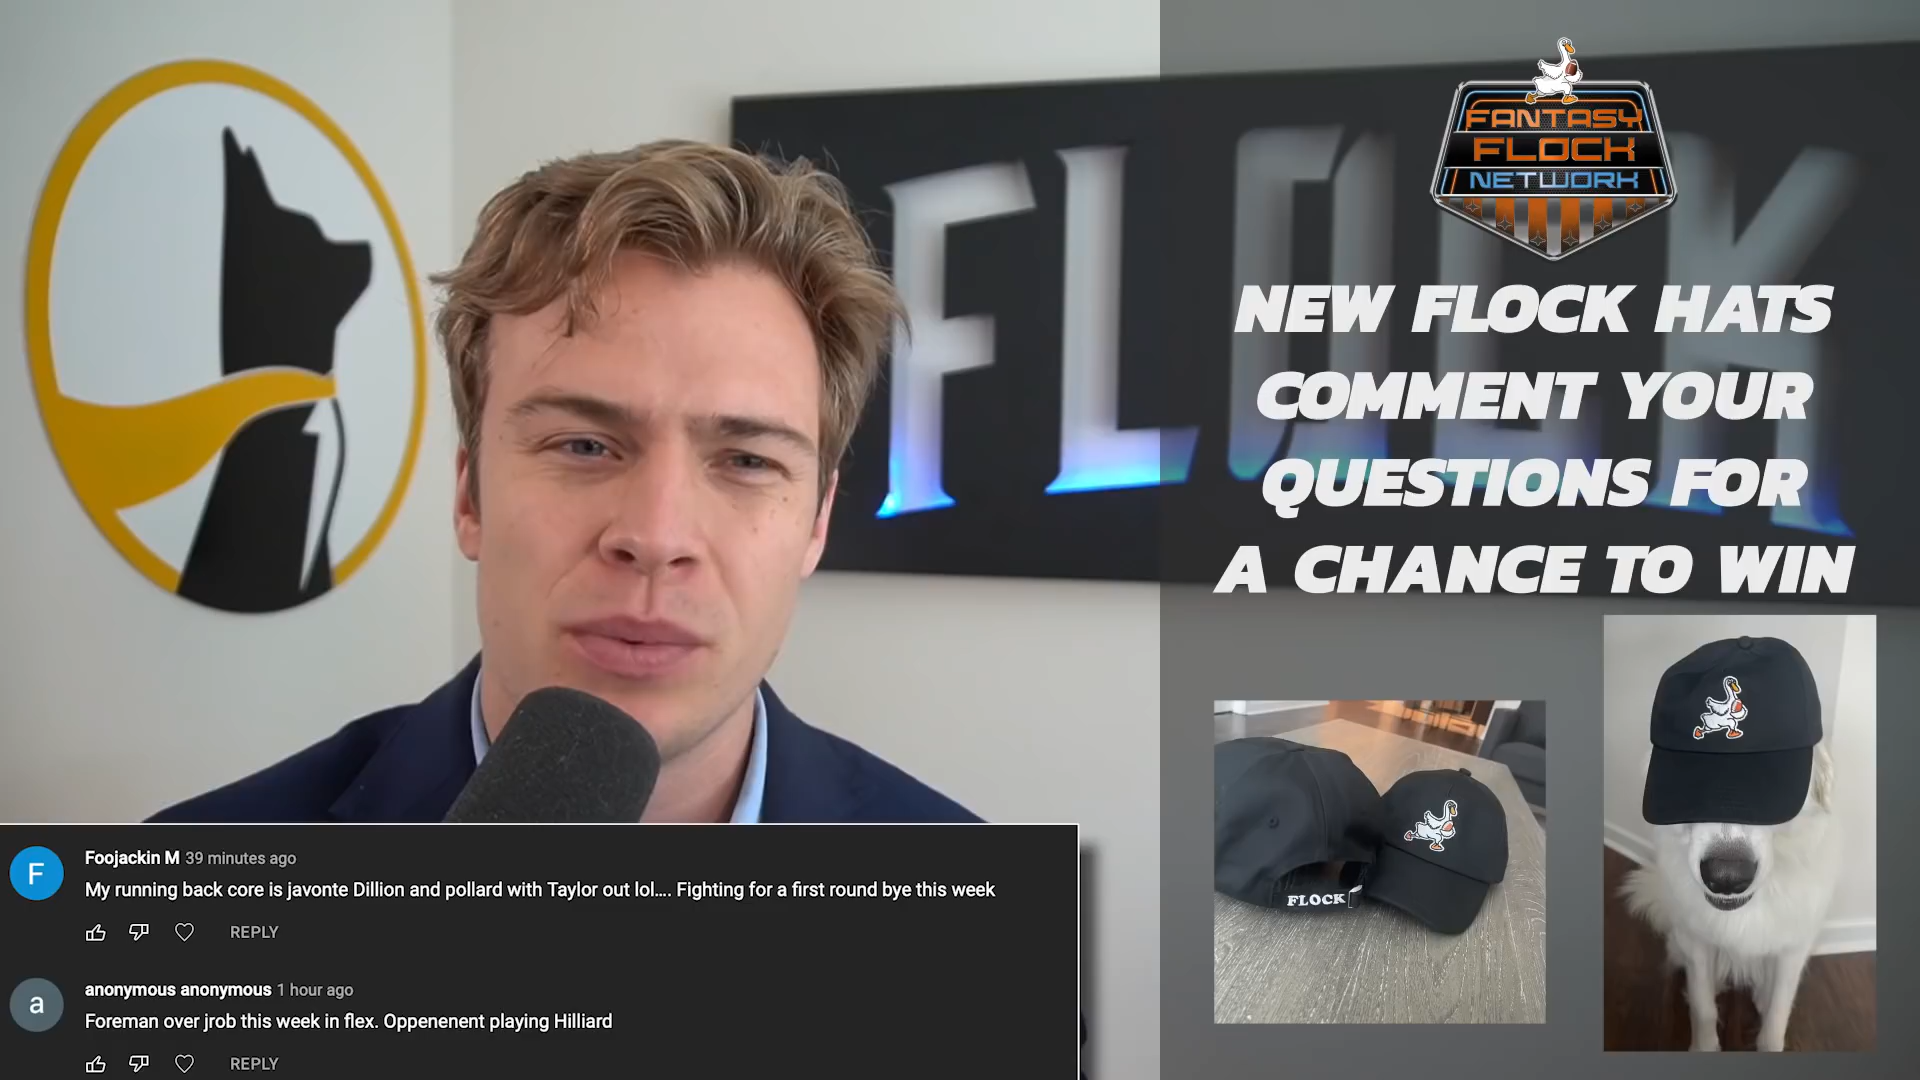 FLOCK
FANTASY
FLOCK
NETWORK
NEW FLOCK HATS
COMMENT YOUR
QUESTIONS FOR
A CHANCE TO WIN
FLOCK
F
Foojackin M 39 minutes ago
My running back core is javonte Dillion and pollard with Taylor out lol.... Fighting for a first round bye this week
REPLY
a
anonymous anonymous 1 hour ago
Foreman over jrob this week in flex. Oppenenent playing Hilliard
REPLY